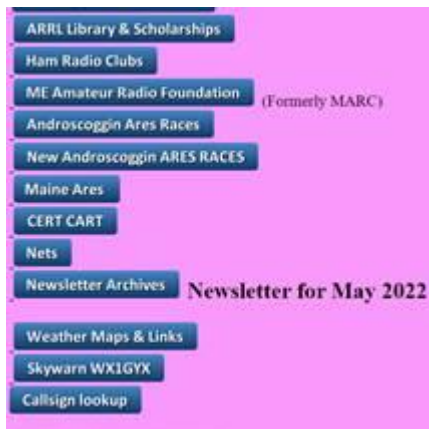 ARRL Library & Scholarships
Ham Radio Clubs
ME Amateur Radio Foundation (Formerly MARC)
Androscoggin Ares Races
New Androscoggin ARES RACES
Maine Ares
CERT CART
Nets
Newsletter Archives Newsletter for May 2022
Weather Maps & Links
Skywarn WX1GYX
Callsign lookup